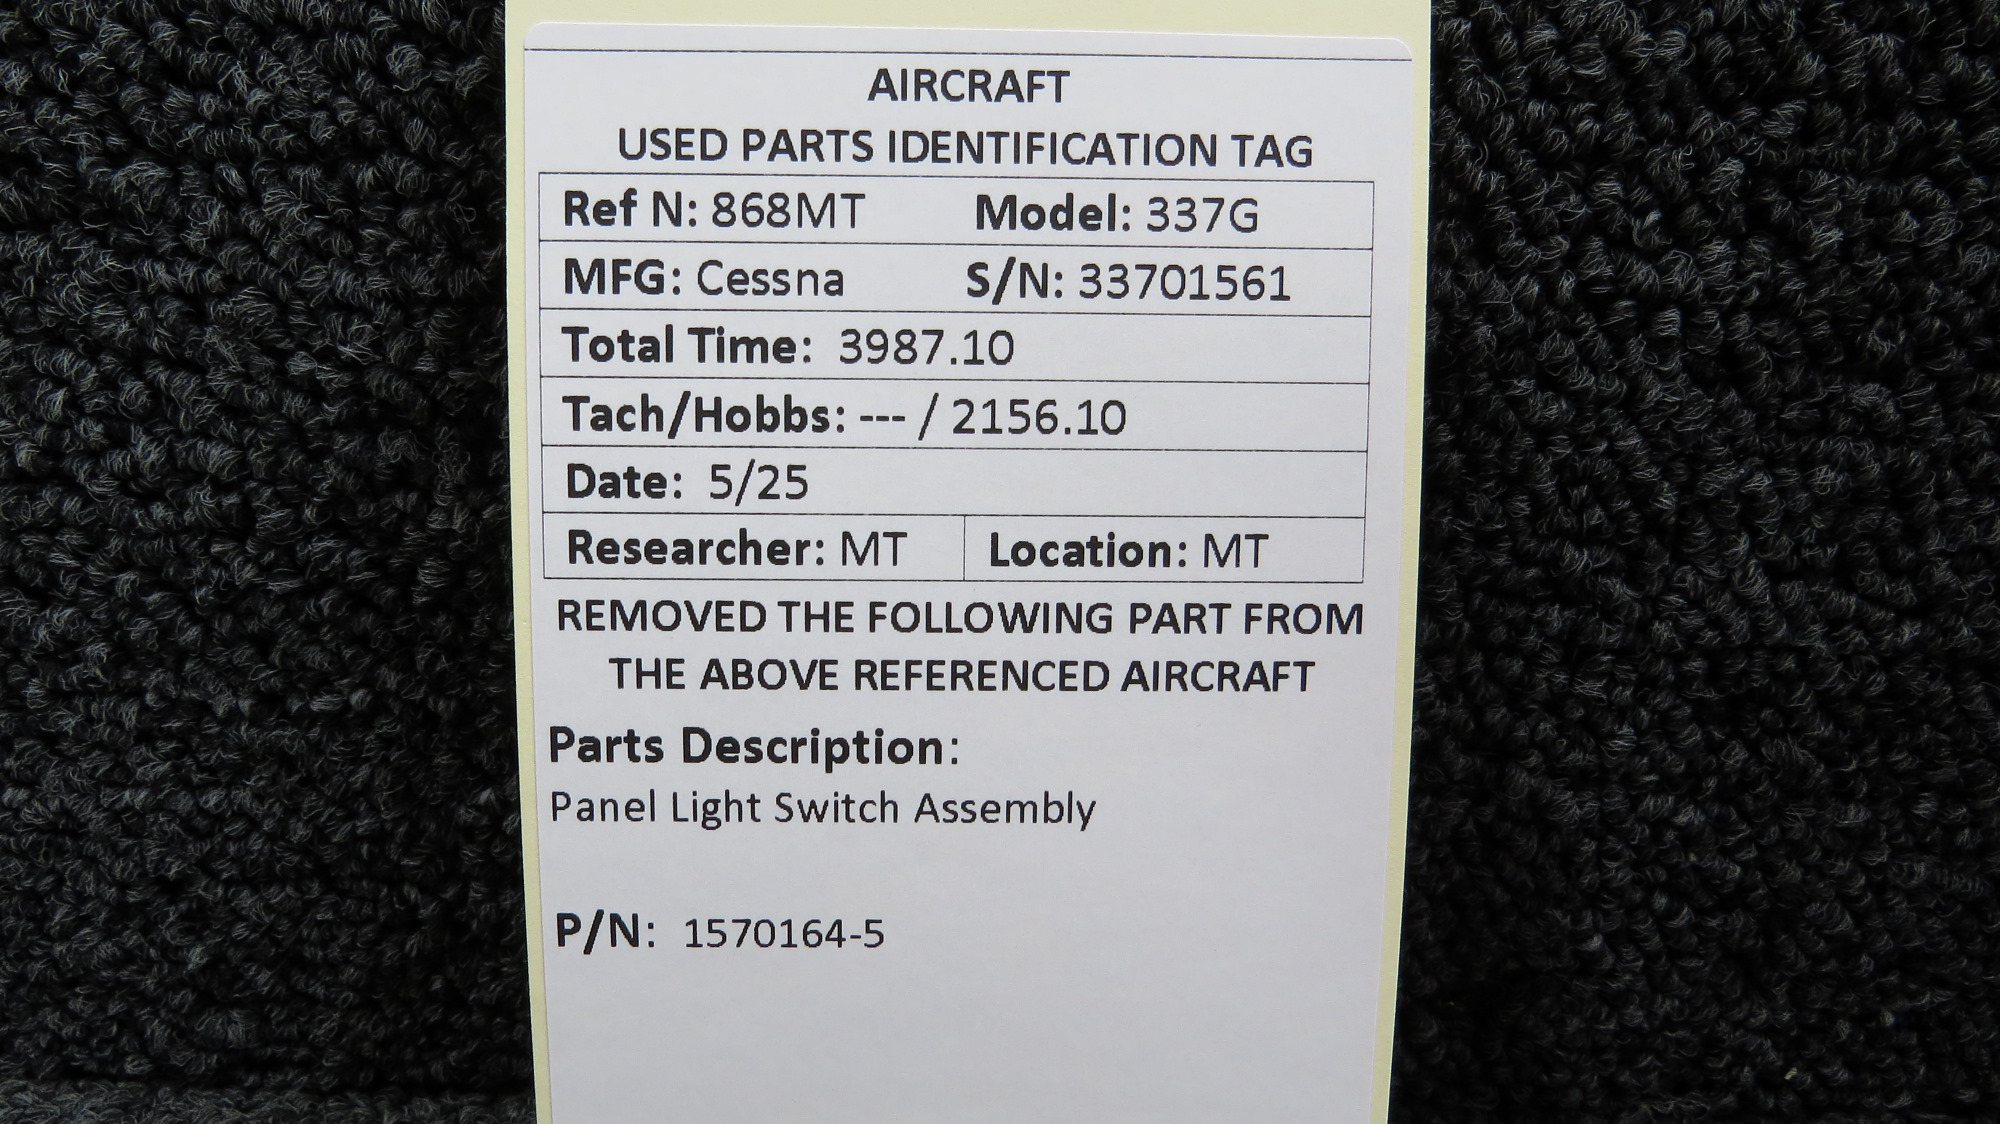 AIRCRAFT
USED PARTS IDENTIFICATION TAG
Ref N: 868MT Model: 337G
MFG: Cessna S/N: 33701561
Total Time: 3987.10
Tach/Hobbs: --- / 2156.10
Date: 5/25
Researcher: MT Location: MT
REMOVED THE FOLLOWING PART FROM
THE ABOVE REFERENCED AIRCRAFT
Parts Description:
Panel Light Switch Assembly
P/N: 1570164-5